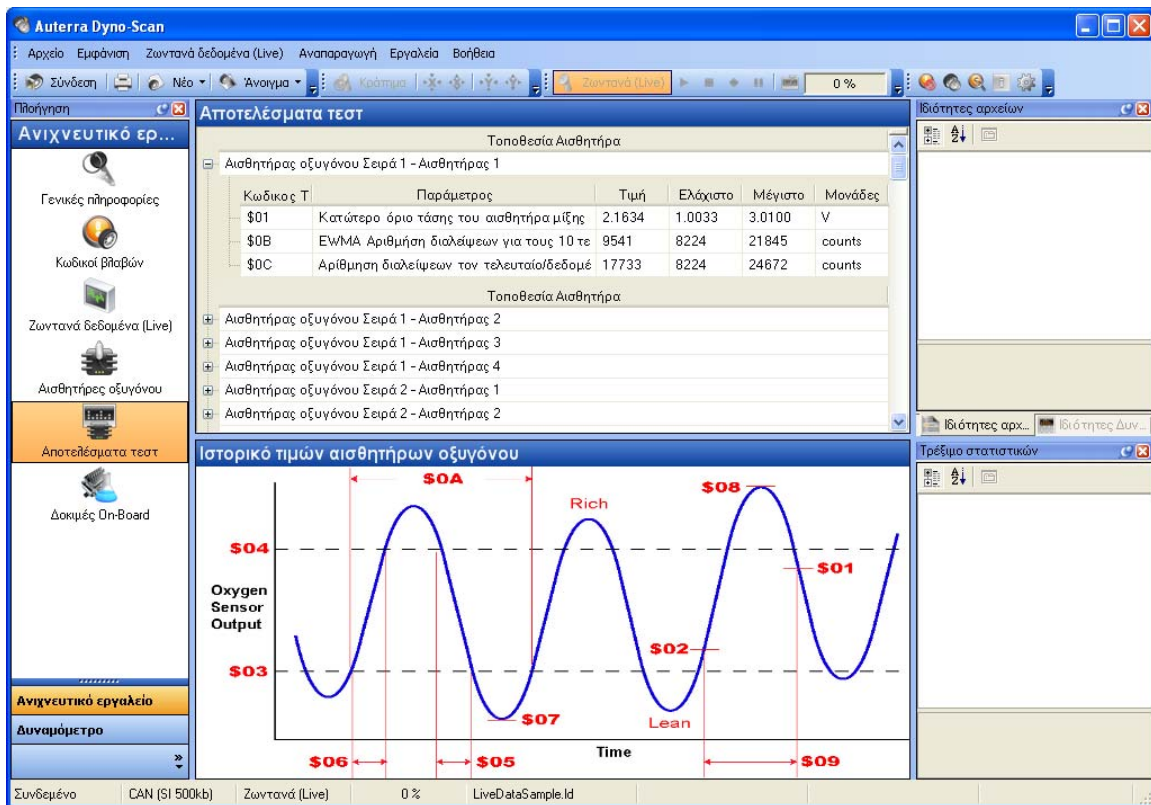 Auterra Dyno-Scan
Αρχείο Εμφάνιση Ζωντανά δεδομένα (Live) Αναπαραγωγή Εργαλεία Βοήθεια
Σύνδεση Νέο Άνοιγμα Κράτημα Ζωντανά (Live) 0 %
Πλοήγηση
Ανιχνευτικό ερ...
Γενικές πληροφορίες
Κωδικοί βλαβών
Ζωντανά δεδομένα (Live)
Αισθητήρες οξυγόνου
Αποτελέσματα τεστ
Δοκιμές On-Board
Ανιχνευτικό εργαλείο
Δυναμόμετρο
Αποτελέσματα τεστ
Τοποθεσία Αισθητήρα
Αισθητήρας οξυγόνου Σειρά 1 - Αισθητήρας 1
Κωδικος Τ Παράμετρος Τιμή Ελάχιστο Μέγιστο Μονάδες
$01 Κατώτερο όριο τάσης του αισθητήρα μίξης 2.1634 1.0033 3.0100 V
$0B EWMA Αριθμήση διαλείψεων για τους 10 τε 9541 8224 21845 counts
$0C Αρίθμηση διαλείψεων τον τελευταίο/δεδομέ 17733 8224 24672 counts
Τοποθεσία Αισθητήρα
Αισθητήρας οξυγόνου Σειρά 1 - Αισθητήρας 2
Αισθητήρας οξυγόνου Σειρά 1 - Αισθητήρας 3
Αισθητήρας οξυγόνου Σειρά 1 - Αισθητήρας 4
Αισθητήρας οξυγόνου Σειρά 2 - Αισθητήρας 1
Αισθητήρας οξυγόνου Σειρά 2 - Αισθητήρας 2
Ιστορικό τιμών αισθητήρων οξυγόνου
$0A
$08
Rich
$04
$01
Oxygen
Sensor
Output
$02
$03
$07
Lean
Time
$06
$05
$09
Ιδιότητες αρχείων
Ιδιότητες αρχ... Ιδιότητες Δυν...
Τρέξιμο στατιστικών
Συνδεμένο CAN (SI 500kb) Ζωντανά (Live) 0 % LiveDataSample.ld